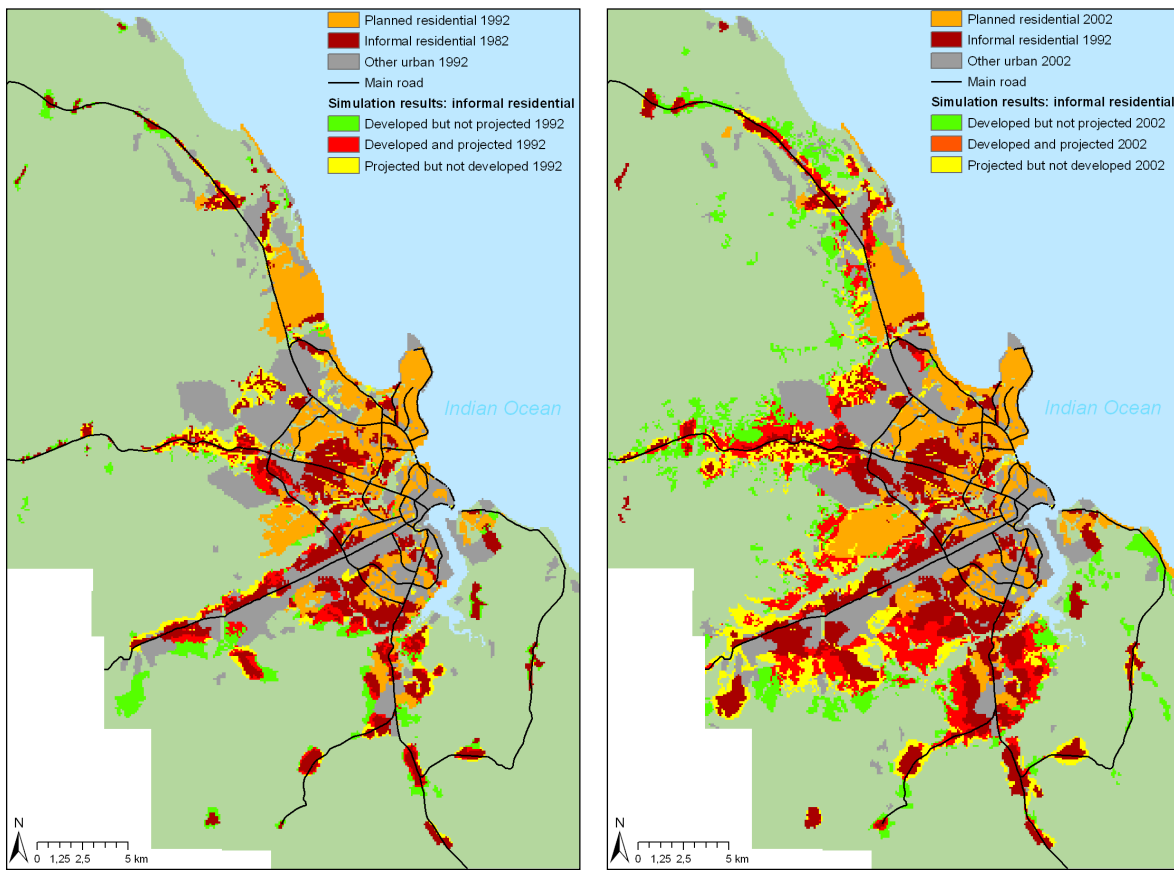 Planned residential 1992
Informal residential 1982
Other urban 1992
Main road
Simulation results: informal residential
Developed but not projected 1992
Developed and projected 1992
Projected but not developed 1992
Indian Ocean
N
0 1,25 2,5 5 km
Planned residential 2002
Informal residential 1992
Other urban 2002
Main road
Simulation results: informal residential
Developed but not projected 2002
Developed and projected 2002
Projected but not developed 2002
Indian Ocean
N
0 1,25 2,5 5 km